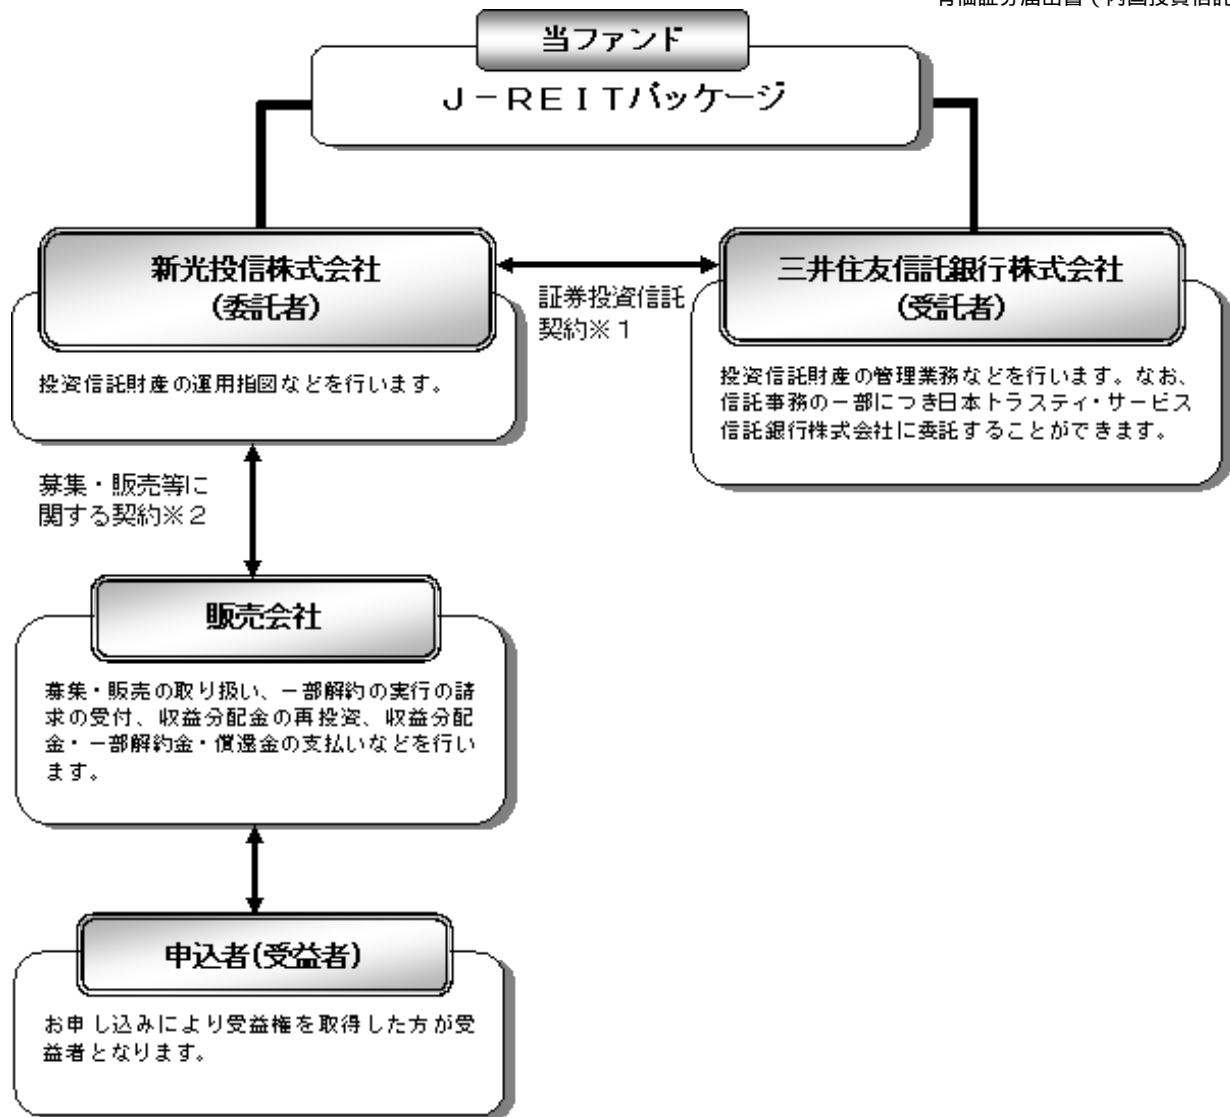 有価証券届出書(内国投資信託
当ファンド
J-REITパッケージ
新光投信株式会社
(委託者)
投資信託財産の運用指図などを行います。
証券投資信託
契約※1
三井住友信託銀行株式会社
(受託者)
投資信託財産の管理業務などを行います。なお、
信託事務の一部につき日本トラスティ・サービス
信託銀行株式会社に委託することができます。
募集・販売等に
関する契約※2
販売会社
募集・販売の取り扱い、一部解約の実行の請
求の受付、収益分配金の再投資、収益分配
金・一部解約金・償還金の支払いなどを行い
ます。
申込者(受益者)
お申し込みにより受益権を取得した方が受
益者となります。